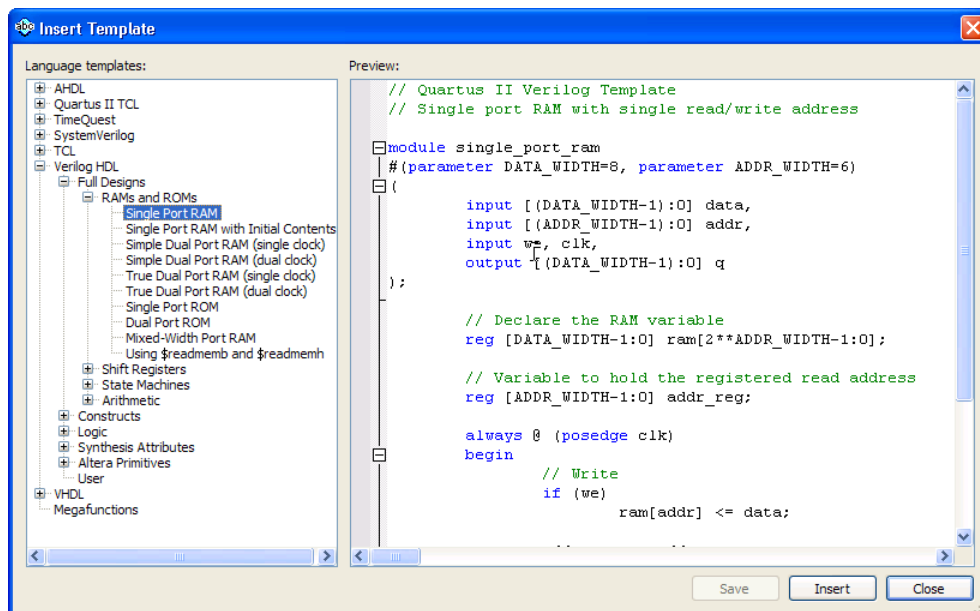 Insert Template
Language templates:
AHDL
Quartus II TCL
TimeQuest
SystemVerilog
TCL
Verilog HDL
Full Designs
RAMs and ROMs
Single Port RAM
Single Port RAM with Initial Contents
Simple Dual Port RAM (single clock)
Simple Dual Port RAM (dual clock)
True Dual Port RAM (single clock)
True Dual Port RAM (dual clock)
Single Port ROM
Dual Port ROM
Mixed-Width Port RAM
Using $readmemb and $readmemh
Shift Registers
State Machines
Arithmetic
Constructs
Logic
Synthesis Attributes
Altera Primitives
User
VHDL
Megafunctions
Preview:
// Quartus II Verilog Template
// Single port RAM with single read/write address
module single_port_ram
#(parameter DATA_WIDTH=8, parameter ADDR_WIDTH=6)
(
input [(DATA_WIDTH-1):0] data,
input [(ADDR_WIDTH-1):0] addr,
input we, clk,
output [(DATA_WIDTH-1):0] q
);
// Declare the RAM variable
reg [DATA_WIDTH-1:0] ram[2**ADDR_WIDTH-1:0];
// Variable to hold the registered read address
reg [ADDR_WIDTH-1:0] addr_reg;
always @ (posedge clk)
begin
// Write
if (we)
ram[addr] <= data;
Save
Insert
Close